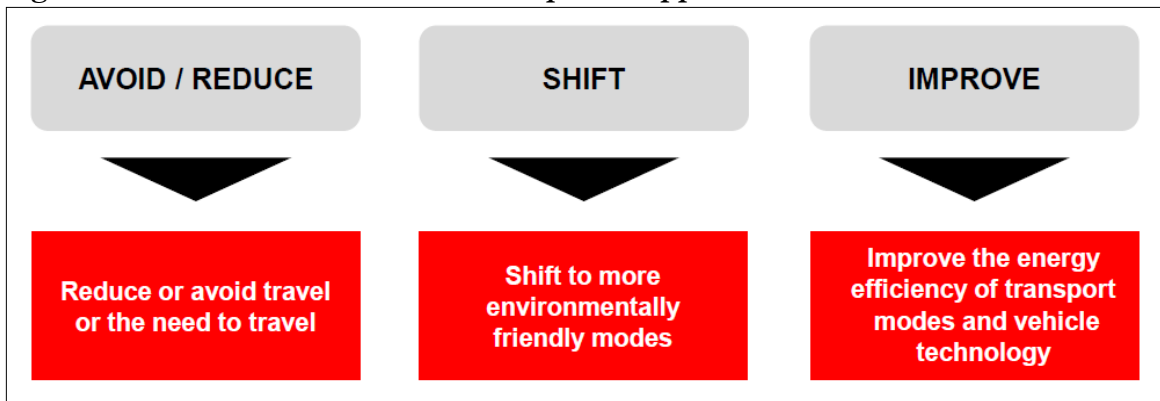 AVOID / REDUCE
SHIFT
IMPROVE
Reduce or avoid travel
or the need to travel
Shift to more
environmentally
friendly modes
Improve the energy
efficiency of transport
modes and vehicle
technology